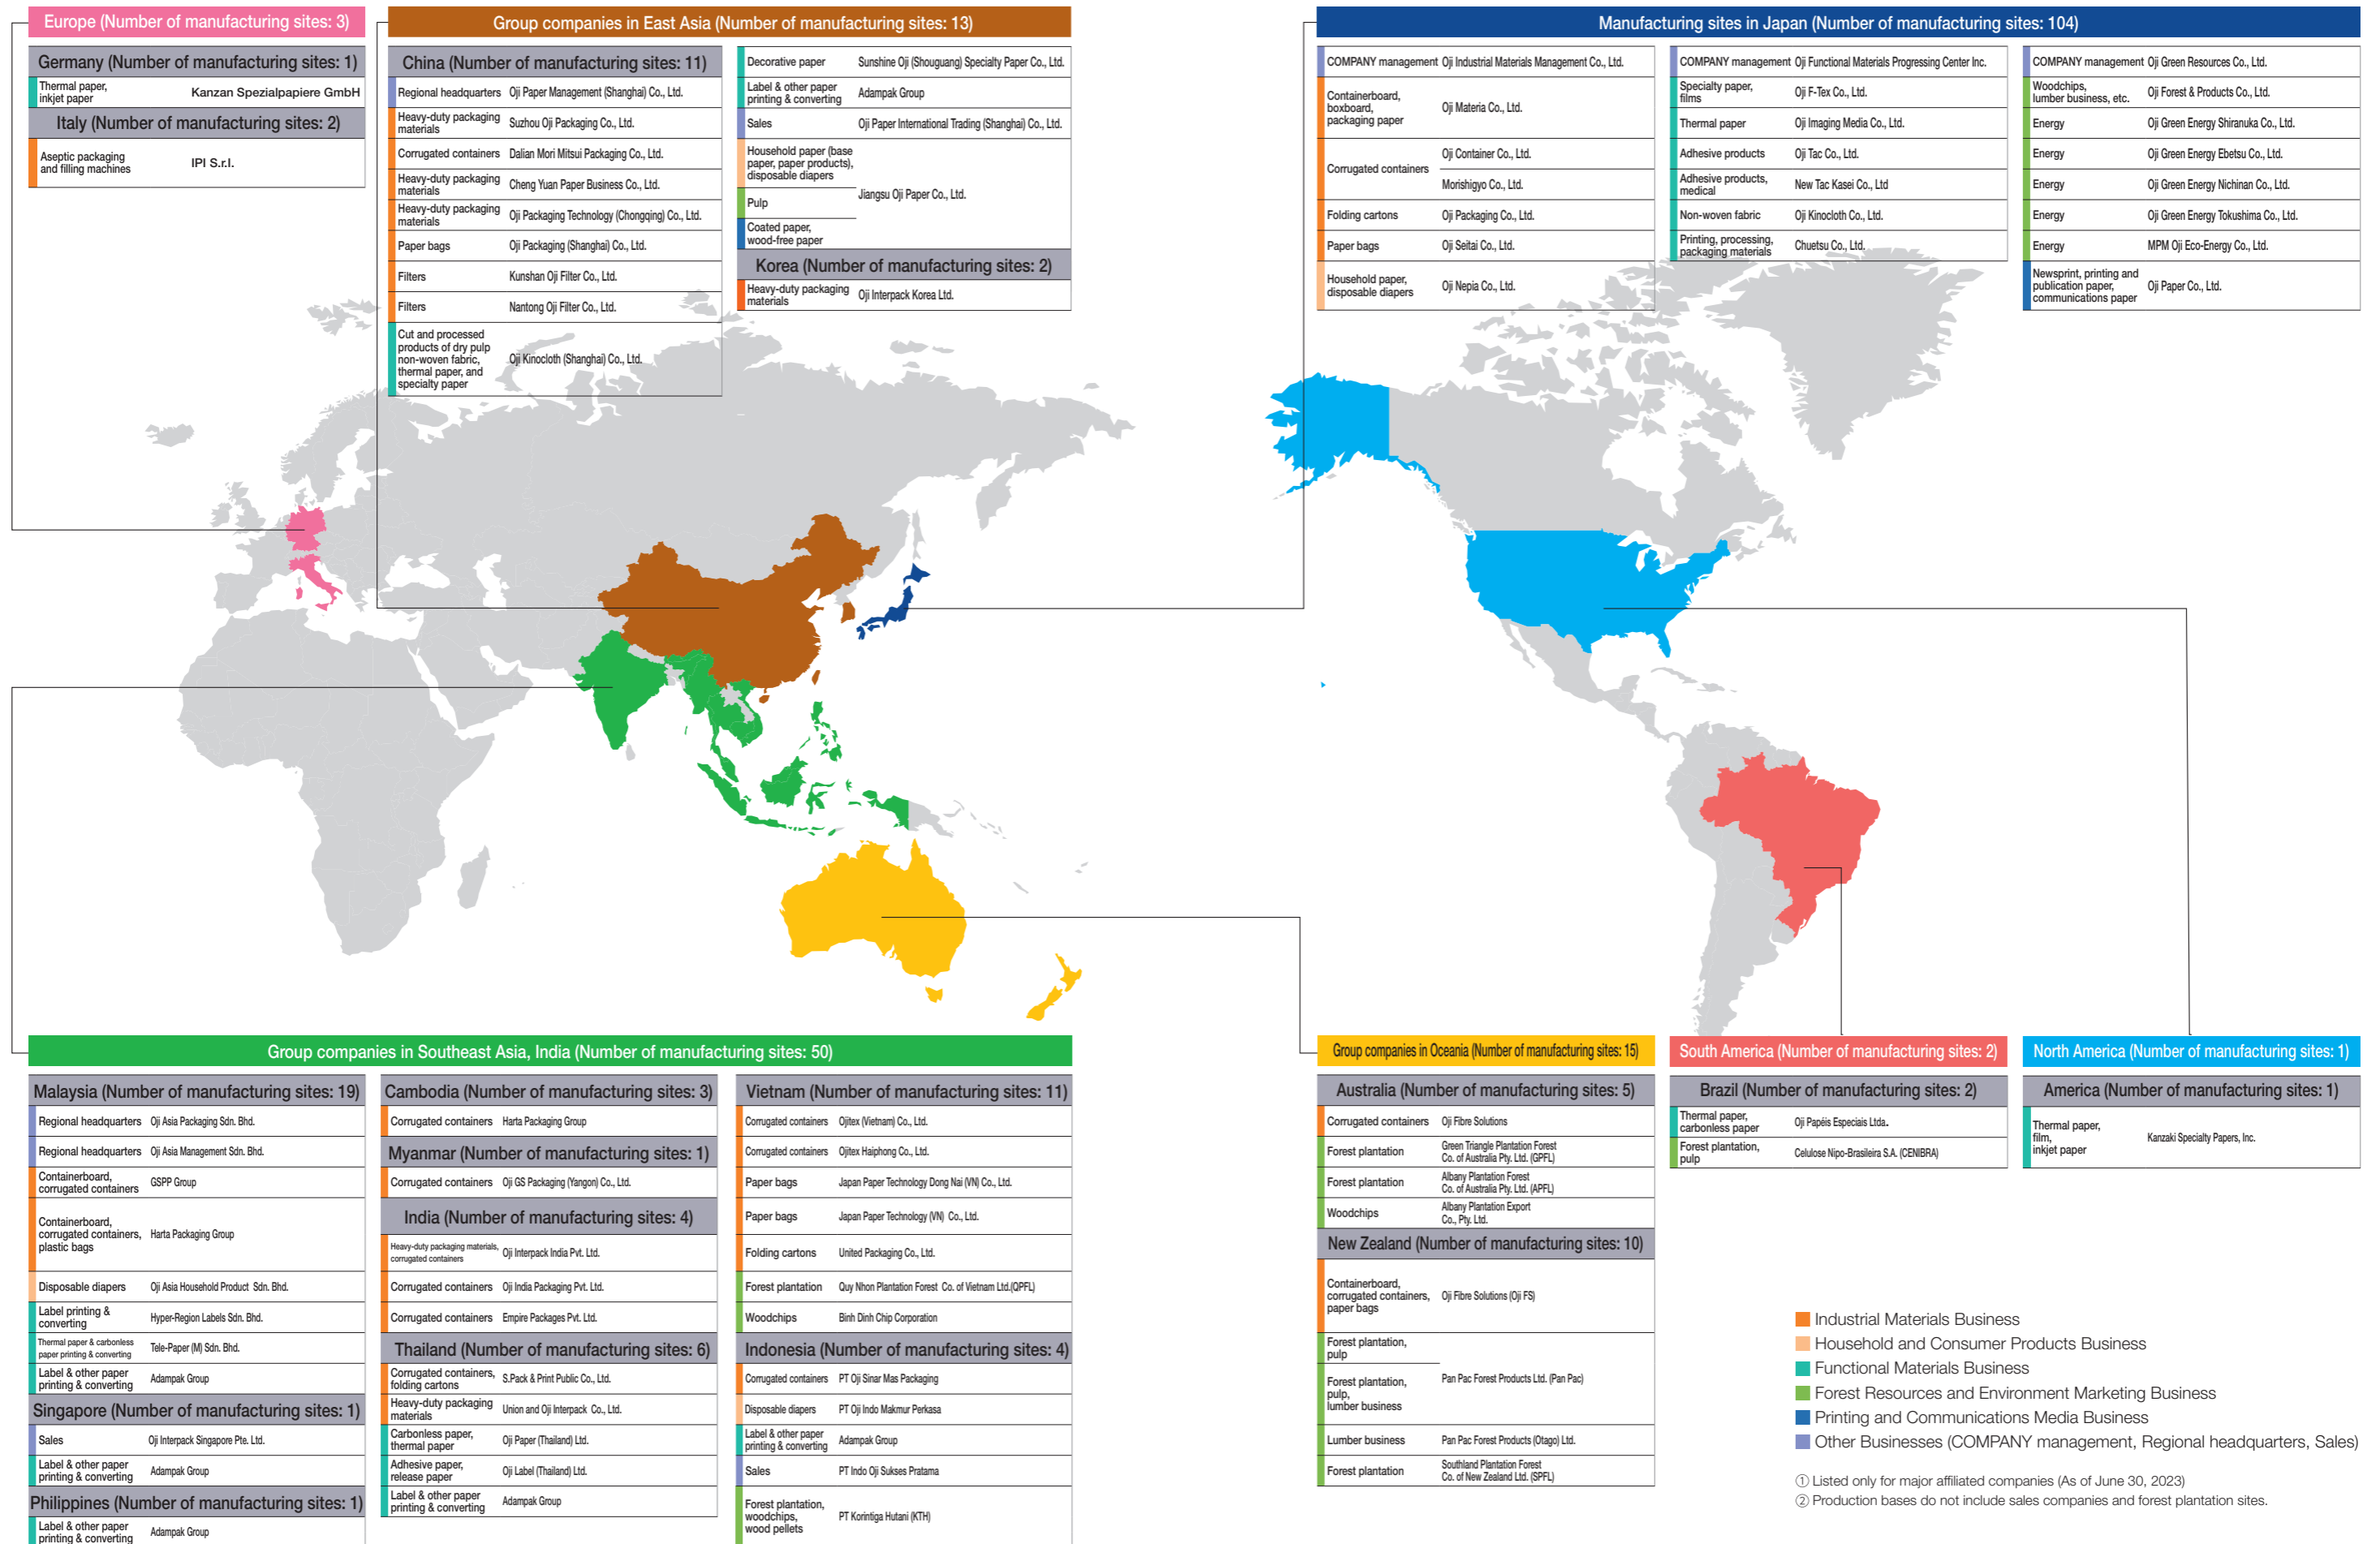 Europe (Number of manufacturing sites: 3)
Germany (Number of manufacturing sites: 1)
Thermal paper,
inkjet paper
Kanzan Spezialpapiere GmbH
Italy (Number of manufacturing sites: 2)
Aseptic packaging
and filling machines
IPI S.r.l.
Group companies in East Asia (Number of manufacturing sites: 13)
China (Number of manufacturing sites: 11)
Regional headquarters Oji Paper Management (Shanghai) Co., Ltd.
Heavy-duty packaging
materials
Suzhou Oji Packaging Co., Ltd.
Corrugated containers Dalian Mori Mitsui Packaging Co., Ltd.
Heavy-duty packaging
materials
Cheng Yuan Paper Business Co., Ltd.
Heavy-duty packaging
materials
Oji Packaging Technology (Chongqing) Co., Ltd.
Paper bags Oji Packaging (Shanghai) Co., Ltd.
Filters Kunshan Oji Filter Co., Ltd.
Filters Nantong Oji Filter Co., Ltd.
Cut and processed
products of dry pulp
non-woven fabric,
thermal paper, and
specialty paper
Oji Kinocloth (Shanghai) Co., Ltd.
Decorative paper Sunshine Oji (Shouguang) Specialty Paper Co., Ltd.
Label & other paper
printing & converting
Adampak Group
Sales Oji Paper International Trading (Shanghai) Co., Ltd.
Household paper (base
paper, paper products),
disposable diapers
Pulp
Coated paper,
wood-free paper
Jiangsu Oji Paper Co., Ltd.
Korea (Number of manufacturing sites: 2)
Heavy-duty packaging
materials
Oji Interpack Korea Ltd.
Manufacturing sites in Japan (Number of manufacturing sites: 104)
COMPANY management Oji Industrial Materials Management Co., Ltd.
Containerboard,
boxboard,
packaging paper
Oji Materia Co., Ltd.
Corrugated containers
Oji Container Co., Ltd.
Morishigyo Co., Ltd.
Folding cartons Oji Packaging Co., Ltd.
Paper bags Oji Seitai Co., Ltd.
Household paper,
disposable diapers
Oji Nepia Co., Ltd.
COMPANY management Oji Functional Materials Progressing Center Inc.
Specialty paper,
films
Oji F-Tex Co., Ltd.
Thermal paper Oji Imaging Media Co., Ltd.
Adhesive products Oji Tac Co., Ltd.
Adhesive products,
medical
New Tac Kasei Co., Ltd
Non-woven fabric Oji Kinocloth Co., Ltd.
Printing, processing,
packaging materials
Chuetsu Co., Ltd.
COMPANY management Oji Green Resources Co., Ltd.
Woodchips,
lumber business, etc.
Oji Forest & Products Co., Ltd.
Energy Oji Green Energy Shiranuka Co., Ltd.
Energy Oji Green Energy Ebetsu Co., Ltd.
Energy Oji Green Energy Nichinan Co., Ltd.
Energy Oji Green Energy Tokushima Co., Ltd.
Energy MPM Oji Eco-Energy Co., Ltd.
Newsprint, printing and
publication paper,
communications paper
Oji Paper Co., Ltd.
Group companies in Southeast Asia, India (Number of manufacturing sites: 50)
Malaysia (Number of manufacturing sites: 19)
Regional headquarters Oji Asia Packaging Sdn. Bhd.
Regional headquarters Oji Asia Management Sdn. Bhd.
Containerboard,
corrugated containers
GSPP Group
Containerboard,
corrugated containers,
plastic bags
Harta Packaging Group
Disposable diapers Oji Asia Household Product Sdn. Bhd.
Label printing &
converting
Hyper-Region Labels Sdn. Bhd.
Thermal paper & carbonless
paper printing & converting
Tele-Paper (M) Sdn. Bhd.
Label & other paper
printing & converting
Adampak Group
Singapore (Number of manufacturing sites: 1)
Sales Oji Interpack Singapore Pte. Ltd.
Label & other paper
printing & converting
Adampak Group
Philippines (Number of manufacturing sites: 1)
Label & other paper
printing & converting
Adampak Group
Cambodia (Number of manufacturing sites: 3)
Corrugated containers Harta Packaging Group
Myanmar (Number of manufacturing sites: 1)
Corrugated containers Oji GS Packaging (Yangon) Co., Ltd.
India (Number of manufacturing sites: 4)
Heavy-duty packaging materials,
corrugated containers
Oji Interpack India Pvt. Ltd.
Corrugated containers Oji India Packaging Pvt. Ltd.
Corrugated containers Empire Packages Pvt. Ltd.
Thailand (Number of manufacturing sites: 6)
Corrugated containers,
folding cartons
S.Pack & Print Public Co., Ltd.
Heavy-duty packaging
materials
Union and Oji Interpack Co., Ltd.
Carbonless paper,
thermal paper
Oji Paper (Thailand) Ltd.
Adhesive paper,
release paper
Oji Label (Thailand) Ltd.
Label & other paper
printing & converting
Adampak Group
Vietnam (Number of manufacturing sites: 11)
Corrugated containers Ojitex (Vietnam) Co., Ltd.
Corrugated containers Ojitex Haiphong Co., Ltd.
Paper bags Japan Paper Technology Dong Nai (VN) Co., Ltd.
Paper bags Japan Paper Technology (VN) Co., Ltd.
Folding cartons United Packaging Co., Ltd.
Forest plantation Quy Nhon Plantation Forest Co. of Vietnam Ltd.(QPFL)
Woodchips Binh Dinh Chip Corporation
Indonesia (Number of manufacturing sites: 4)
Corrugated containers PT Oji Sinar Mas Packaging
Disposable diapers PT Oji Indo Makmur Perkasa
Label & other paper
printing & converting
Adampak Group
Sales PT Indo Oji Sukses Pratama
Forest plantation,
woodchips,
wood pellets
PT Korintiga Hutani (KTH)
Group companies in Oceania (Number of manufacturing sites: 15)
Australia (Number of manufacturing sites: 5)
Corrugated containers Oji Fibre Solutions
Forest plantation
Green Triangle Plantation Forest
Co. of Australia Pty. Ltd. (GPFL)
Forest plantation
Albany Plantation Forest
Co. of Australia Pty. Ltd. (APFL)
Woodchips
Albany Plantation Export
Co., Pty. Ltd.
New Zealand (Number of manufacturing sites: 10)
Containerboard,
corrugated containers,
paper bags
Oji Fibre Solutions (Oji FS)
Forest plantation,
pulp
Forest plantation,
pulp,
lumber business
Pan Pac Forest Products Ltd. (Pan Pac)
Lumber business Pan Pac Forest Products (Otago) Ltd.
Forest plantation
Southland Plantation Forest
Co. of New Zealand Ltd. (SPFL)
South America (Number of manufacturing sites: 2)
Brazil (Number of manufacturing sites: 2)
Thermal paper,
carbonless paper
Oji Papéis Especiais Ltda.
Forest plantation,
pulp
Celulose Nipo-Brasileira S.A. (CENIBRA)
North America (Number of manufacturing sites: 1)
America (Number of manufacturing sites: 1)
Thermal paper,
film,
inkjet paper
Kanzaki Specialty Papers, Inc.
Industrial Materials Business
Household and Consumer Products Business
Functional Materials Business
Forest Resources and Environment Marketing Business
Printing and Communications Media Business
Other Businesses (COMPANY management, Regional headquarters, Sales)
① Listed only for major affiliated companies (As of June 30, 2023)
② Production bases do not include sales companies and forest plantation sites.